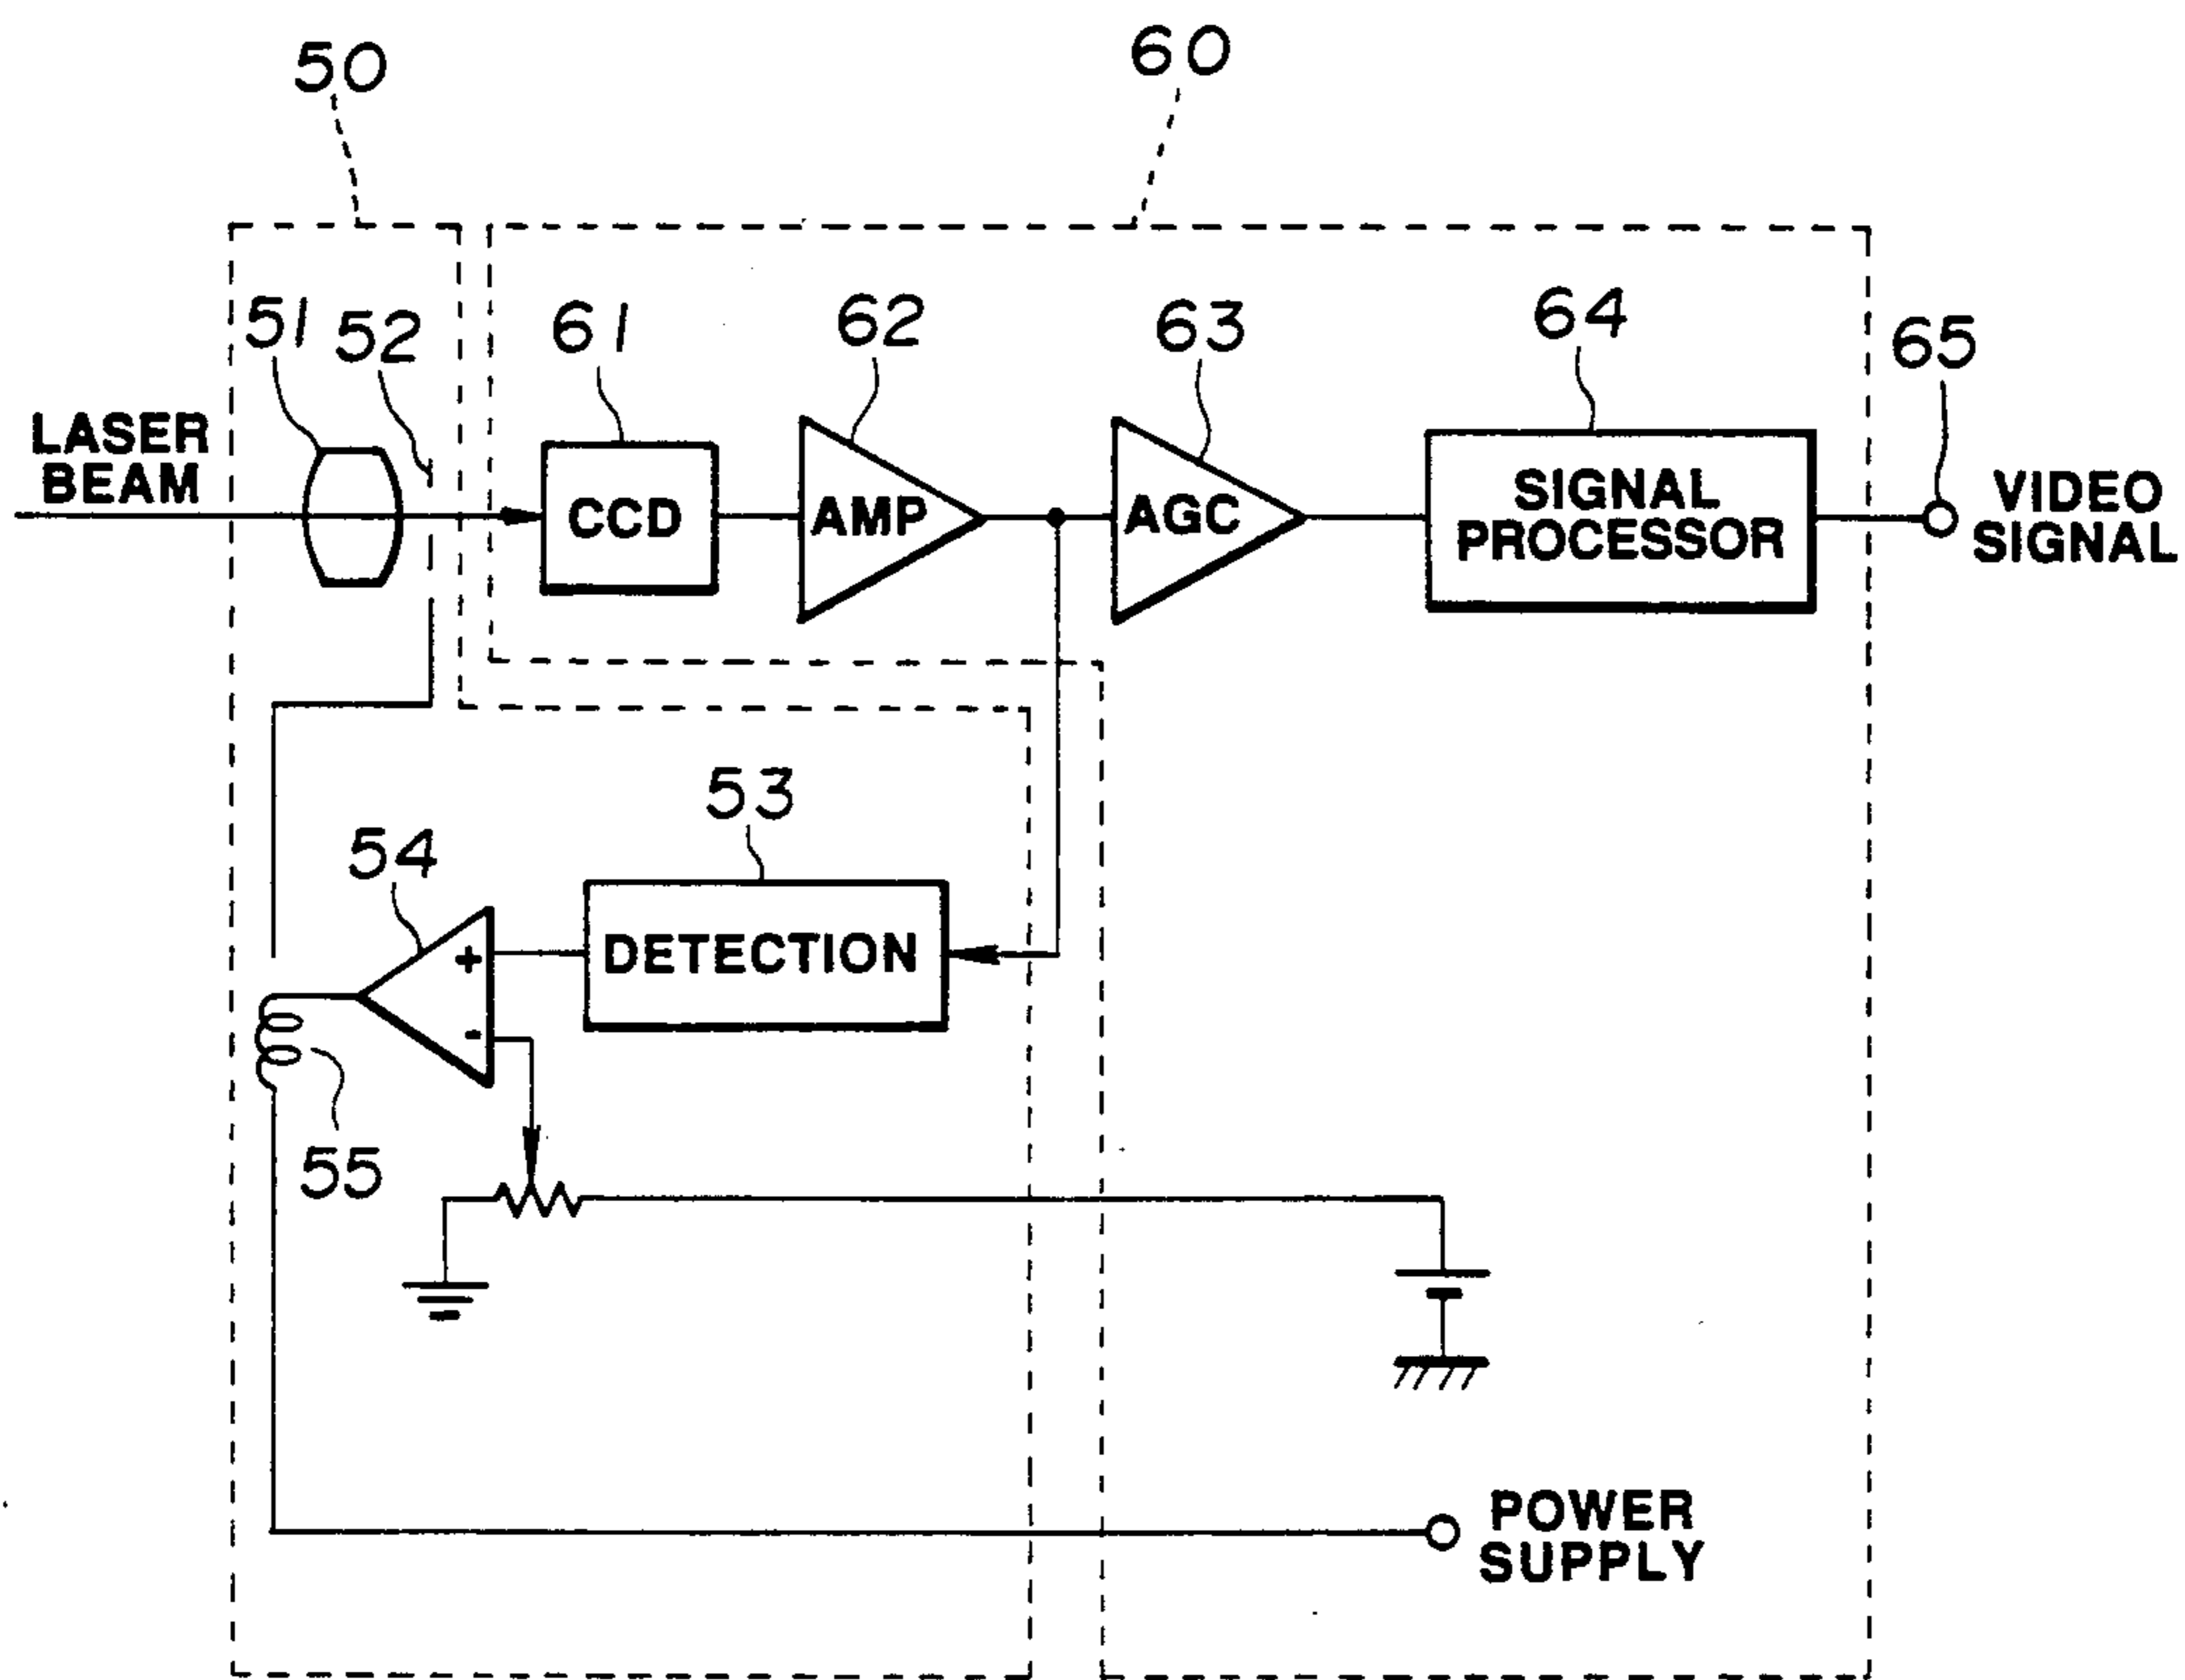 50
60
51
52
61
62
63
64
65
LASER
BEAM
CCD
AMP
AGC
SIGNAL
PROCESSOR
VIDEO
SIGNAL
53
54
+
DETECTION
-
55
POWER
SUPPLY